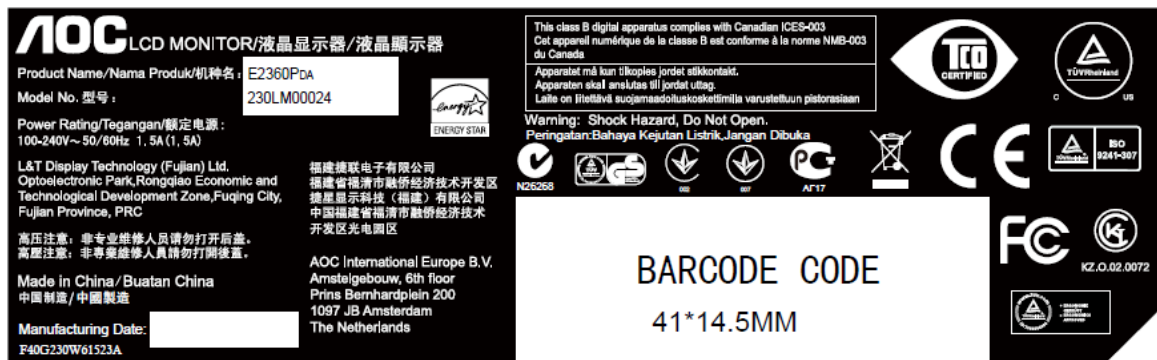 AOC LCD MONITOR/液晶显示器/液晶顯示器
Product Name/Nama Produk/机种名: E2360PDA
Model No. 型号: 230LM00024
Power Rating/Tegangan/额定电源:
100-240V～50/60Hz 1.5A(1,5A)
L&T Display Technology (Fujian) Ltd.
Optoelectronic Park,Rongqiao Economic and
Technological Development Zone,Fuqing City,
Fujian Province, PRC
高压注意: 非专业维修人员请勿打开后盖。
高壓注意: 非專業維修人員請勿打開後蓋。
Made in China/Buatan China
中国制造/中國製造
Manufacturing Date:
F40G230W61523A
energy
ENERGY STAR
福建捷联电子有限公司
福建省福清市融侨经济技术开发区
捷星显示科技（福建）有限公司
中国福建省福清市融侨经济技术
开发区光电园区
AOC International Europe B.V.
Amstelgebouw, 6th floor
Prins Bernhardplein 200
1097 JB Amsterdam
The Netherlands
This class B digital apparatus complies with Canadian ICES-003
Cet appareil numérique de la classe B est conforme à la norme NMB-003
du Canada
Apparatet må kun tilkoples jordet stikkontakt.
Apparaten skall anslutas till jordat uttag.
Laite on liitettävä suojamaadoituskoskettimilla varustettuun pistorasiaan
Warning: Shock Hazard, Do Not Open.
Peringatan:Bahaya Kejutan Listrik,Jangan Dibuka
N26268
GS
002
007
АГ17
TCO
CERTIFIED
TÜVRheinland
C US
CE
ISO
9241-307
FC
KZ.O.02.0072
BARCODE CODE
41*14.5MM